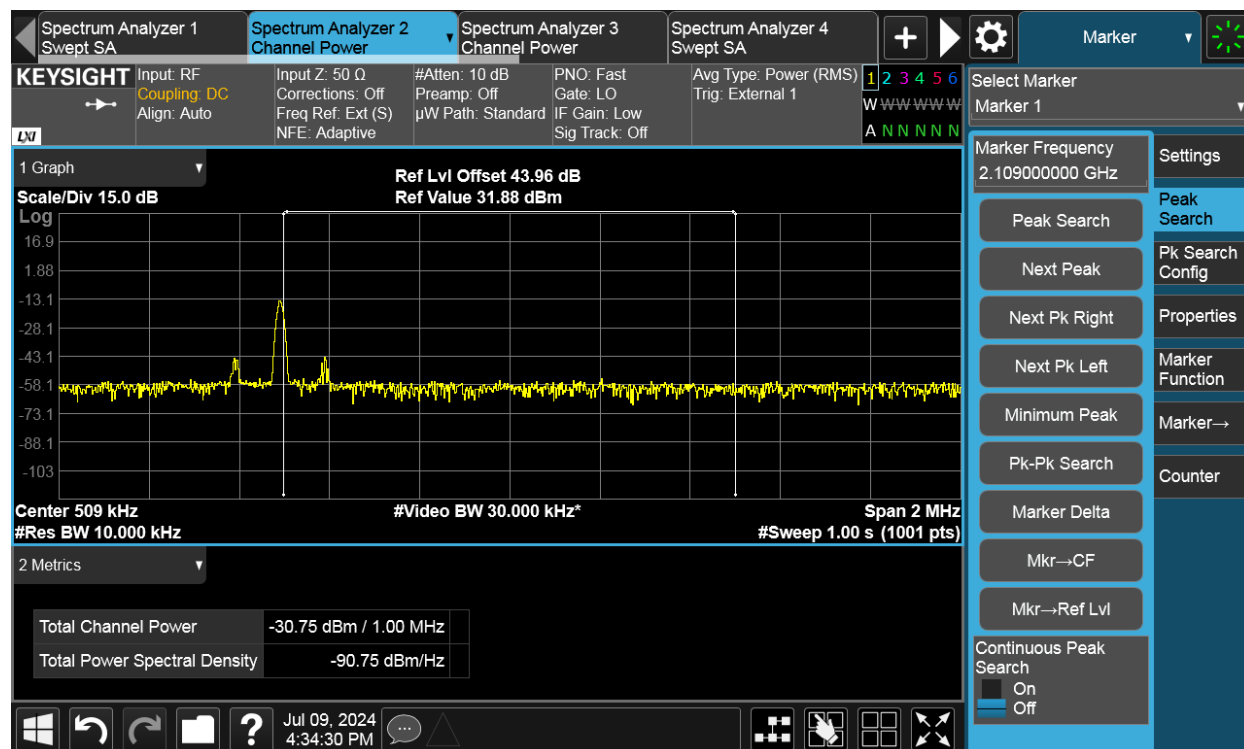 Spectrum Analyzer 1
Swept SA
Spectrum Analyzer 2
Channel Power
Spectrum Analyzer 3
Channel Power
Spectrum Analyzer 4
Swept SA
Marker
KEYSIGHT
LXI
Input: RF
Coupling: DC
Align: Auto
Input Z: 50 Ω
Corrections: Off
Freq Ref: Ext (S)
NFE: Adaptive
#Atten: 10 dB
Preamp: Off
µW Path: Standard
PNO: Fast
Gate: LO
IF Gain: Low
Sig Track: Off
Avg Type: Power (RMS)
Trig: External 1
1 2 3 4 5 6
W W W W W W
A N N N N N
Select Marker
Marker 1
Marker Frequency
2.109000000 GHz
Peak Search
Next Peak
Next Pk Right
Next Pk Left
Minimum Peak
Pk-Pk Search
Marker Delta
Mkr→CF
Mkr→Ref Lvl
Continuous Peak
Search
On
Off
Settings
Peak
Search
Pk Search
Config
Properties
Marker
Function
Marker→
Counter
1 Graph
Scale/Div 15.0 dB
Ref Lvl Offset 43.96 dB
Ref Value 31.88 dBm
Log
16.9
1.88
-13.1
-28.1
-43.1
-58.1
-73.1
-88.1
-103
Center 509 kHz
#Video BW 30.000 kHz*
Span 2 MHz
#Res BW 10.000 kHz
#Sweep 1.00 s (1001 pts)
2 Metrics
Total Channel Power -30.75 dBm / 1.00 MHz
Total Power Spectral Density -90.75 dBm/Hz
?
Jul 09, 2024
4:34:30 PM